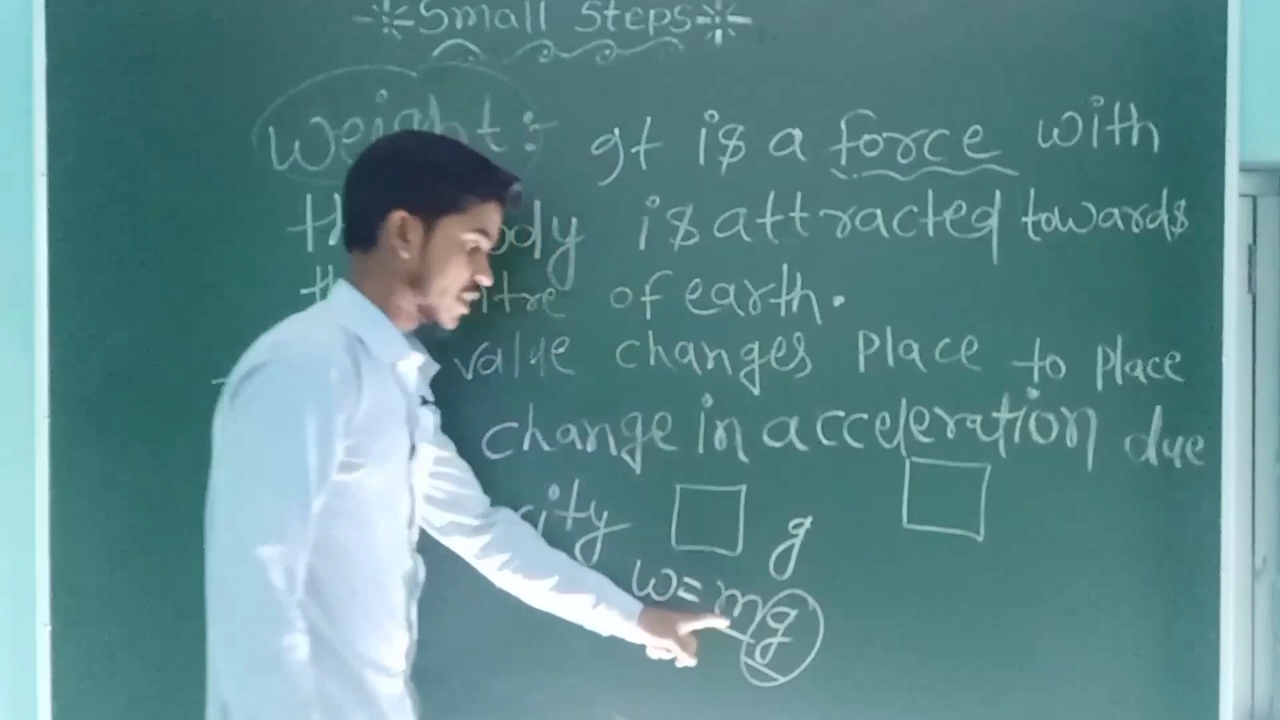 Small Steps
Weight:- It is a force with
body is attracted towards
of earth.
value changes Place to Place
change in acceleration due
g
w=mg